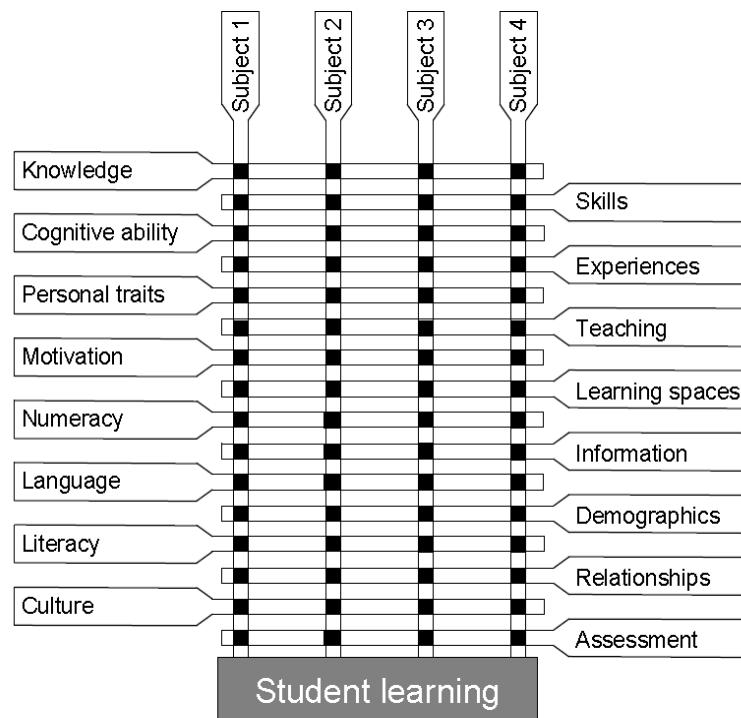 Subject 1
Subject 2
Subject 3
Subject 4
Knowledge
Skills
Cognitive ability
Experiences
Personal traits
Teaching
Motivation
Learning spaces
Numeracy
Information
Language
Demographics
Literacy
Relationships
Culture
Assessment
Student learning